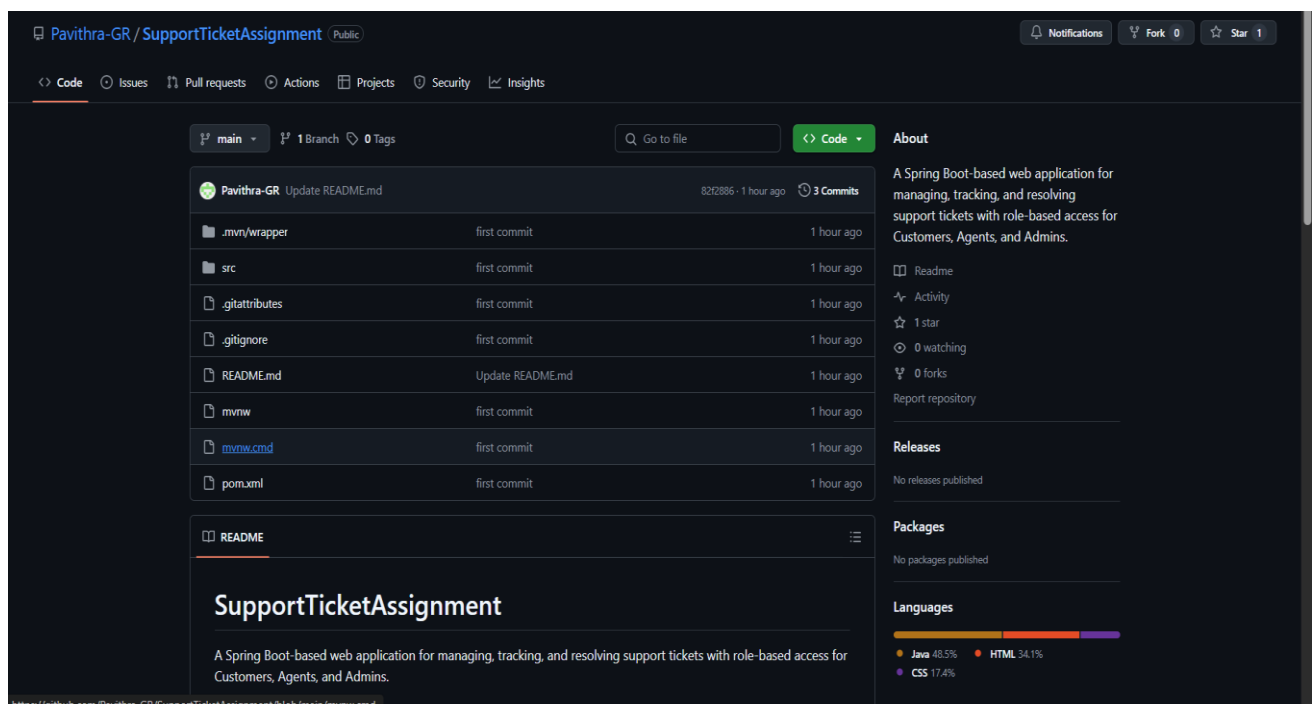 Pavithra-GR / SupportTicketAssignment Public
Notifications Fork 0 Star 1
Code Issues Pull requests Actions Projects Security Insights
main 1 Branch 0 Tags Go to file Code
Pavithra-GR Update README.md 82f2886 · 1 hour ago 3 Commits
.mvn/wrapper first commit 1 hour ago
src first commit 1 hour ago
.gitattributes first commit 1 hour ago
.gitignore first commit 1 hour ago
README.md Update README.md 1 hour ago
mvnw first commit 1 hour ago
mvnw.cmd first commit 1 hour ago
pom.xml first commit 1 hour ago
README
SupportTicketAssignment
A Spring Boot-based web application for managing, tracking, and resolving support tickets with role-based access for
Customers, Agents, and Admins.
About
A Spring Boot-based web application for
managing, tracking, and resolving
support tickets with role-based access for
Customers, Agents, and Admins.
Readme
Activity
1 star
0 watching
0 forks
Report repository
Releases
No releases published
Packages
No packages published
Languages
Java 48.5% HTML 34.1%
CSS 17.4%